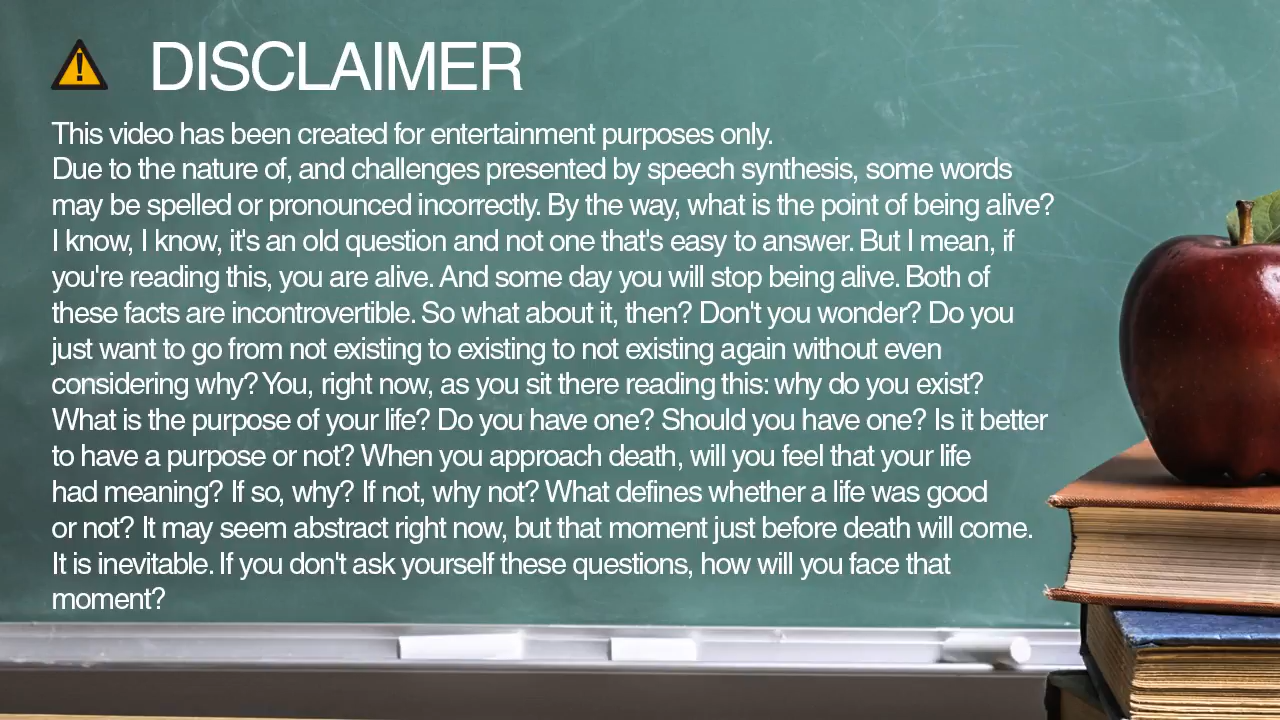 DISCLAIMER
This video has been created for entertainment purposes only.
Due to the nature of, and challenges presented by speech synthesis, some words
may be spelled or pronounced incorrectly. By the way, what is the point of being alive?
I know, I know, it's an old question and not one that's easy to answer. But I mean, if
you're reading this, you are alive. And some day you will stop being alive. Both of
these facts are incontrovertible. So what about it, then? Don't you wonder? Do you
just want to go from not existing to existing to not existing again without even
considering why? You, right now, as you sit there reading this: why do you exist?
What is the purpose of your life? Do you have one? Should you have one? Is it better
to have a purpose or not? When you approach death, will you feel that your life
had meaning? If so, why? If not, why not? What defines whether a life was good
or not? It may seem abstract right now, but that moment just before death will come.
It is inevitable. If you don't ask yourself these questions, how will you face that
moment?